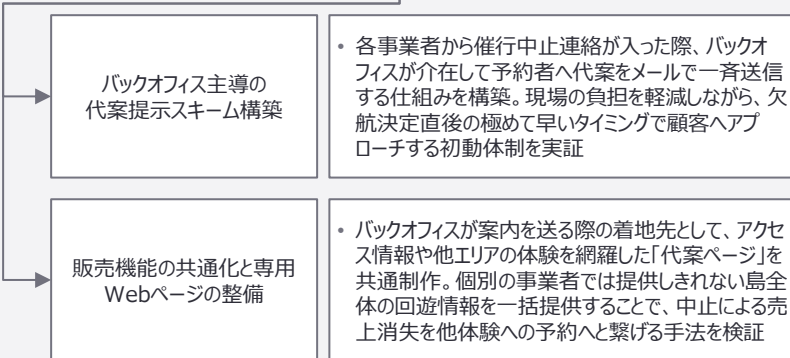 バックオフィス主導の
代案提示スキーム構築
• 各事業者から催行中止連絡が入った際、バックオ
フィスが介在して予約者へ代案をメールで一斉送信
する仕組みを構築。現場の負担を軽減しながら、欠
航決定直後の極めて早いタイミングで顧客へアプ
ローチする初動体制を実証
販売機能の共通化と専用
Webページの整備
• バックオフィスが案内を送る際の着地先として、アクセ
ス情報や他エリアの体験を網羅した「代案ページ」を
共通制作。個別の事業者では提供しきれない島全
体の回遊情報を一括提供することで、中止による売
上消失を他体験への予約へと繋げる手法を検証